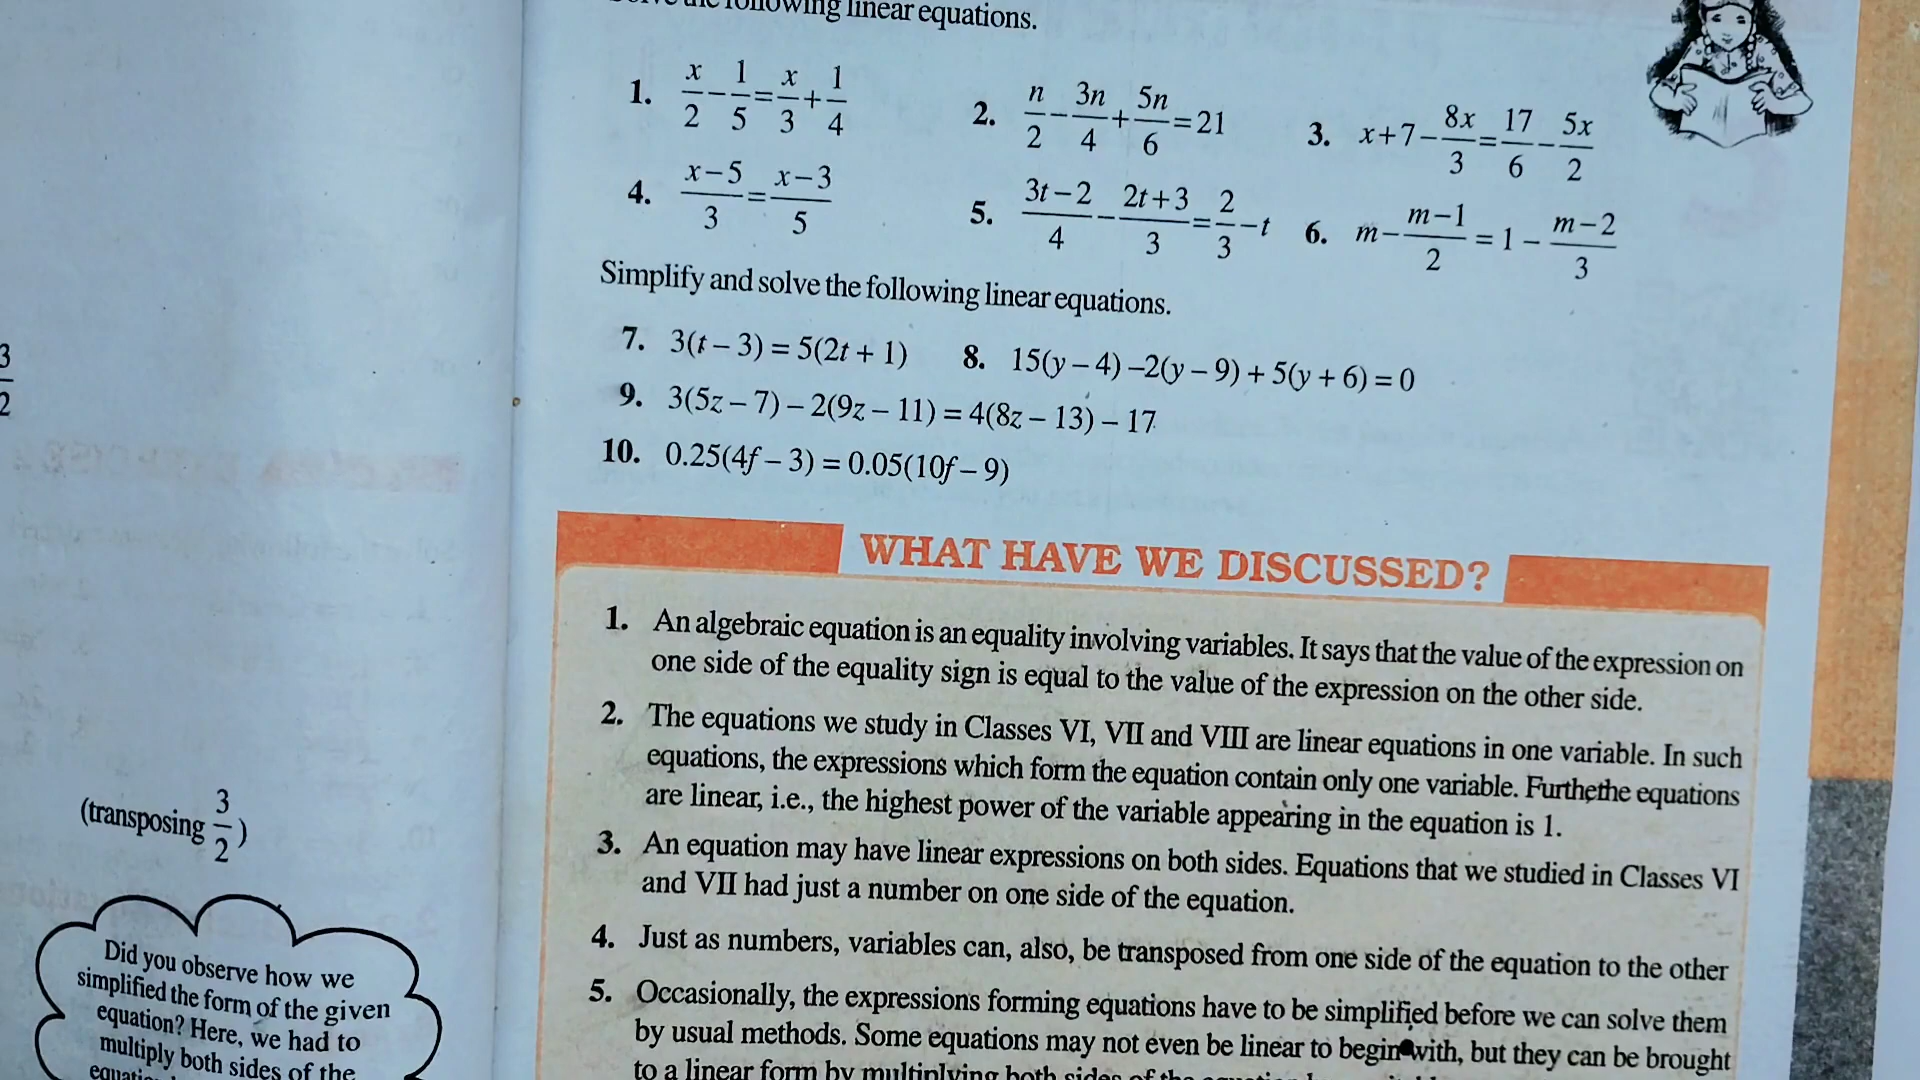 the following linear equations.
1. x/2 − 1/5 = x/3 + 1/4
2. n/2 − 3n/4 + 5n/6 = 21
3. x + 7 − 8x/3 = 17/6 − 5x/2
4. (x − 5)/3 = (x − 3)/5
5. (3t − 2)/4 − (2t + 3)/3 = 2/3 − t
6. m − (m − 1)/2 = 1 − (m − 2)/3
Simplify and solve the following linear equations.
7. 3(t – 3) = 5(2t + 1)
8. 15(y – 4) –2(y – 9) + 5(y + 6) = 0
9. 3(5z – 7) – 2(9z – 11) = 4(8z – 13) – 17
10. 0.25(4f – 3) = 0.05(10f – 9)
WHAT HAVE WE DISCUSSED?
1. An algebraic equation is an equality involving variables. It says that the value of the expression on
one side of the equality sign is equal to the value of the expression on the other side.
2. The equations we study in Classes VI, VII and VIII are linear equations in one variable. In such
equations, the expressions which form the equation contain only one variable. Furthethe equations
are linear, i.e., the highest power of the variable appearing in the equation is 1.
3. An equation may have linear expressions on both sides. Equations that we studied in Classes VI
and VII had just a number on one side of the equation.
4. Just as numbers, variables can, also, be transposed from one side of the equation to the other
5. Occasionally, the expressions forming equations have to be simplified before we can solve them
by usual methods. Some equations may not even be linear to begin with, but they can be brought
to a linear form by multiplying both sides of the
3/2
(transposing 3/2)
Did you observe how we
simplified the form of the given
equation? Here, we had to
multiply both sides of the